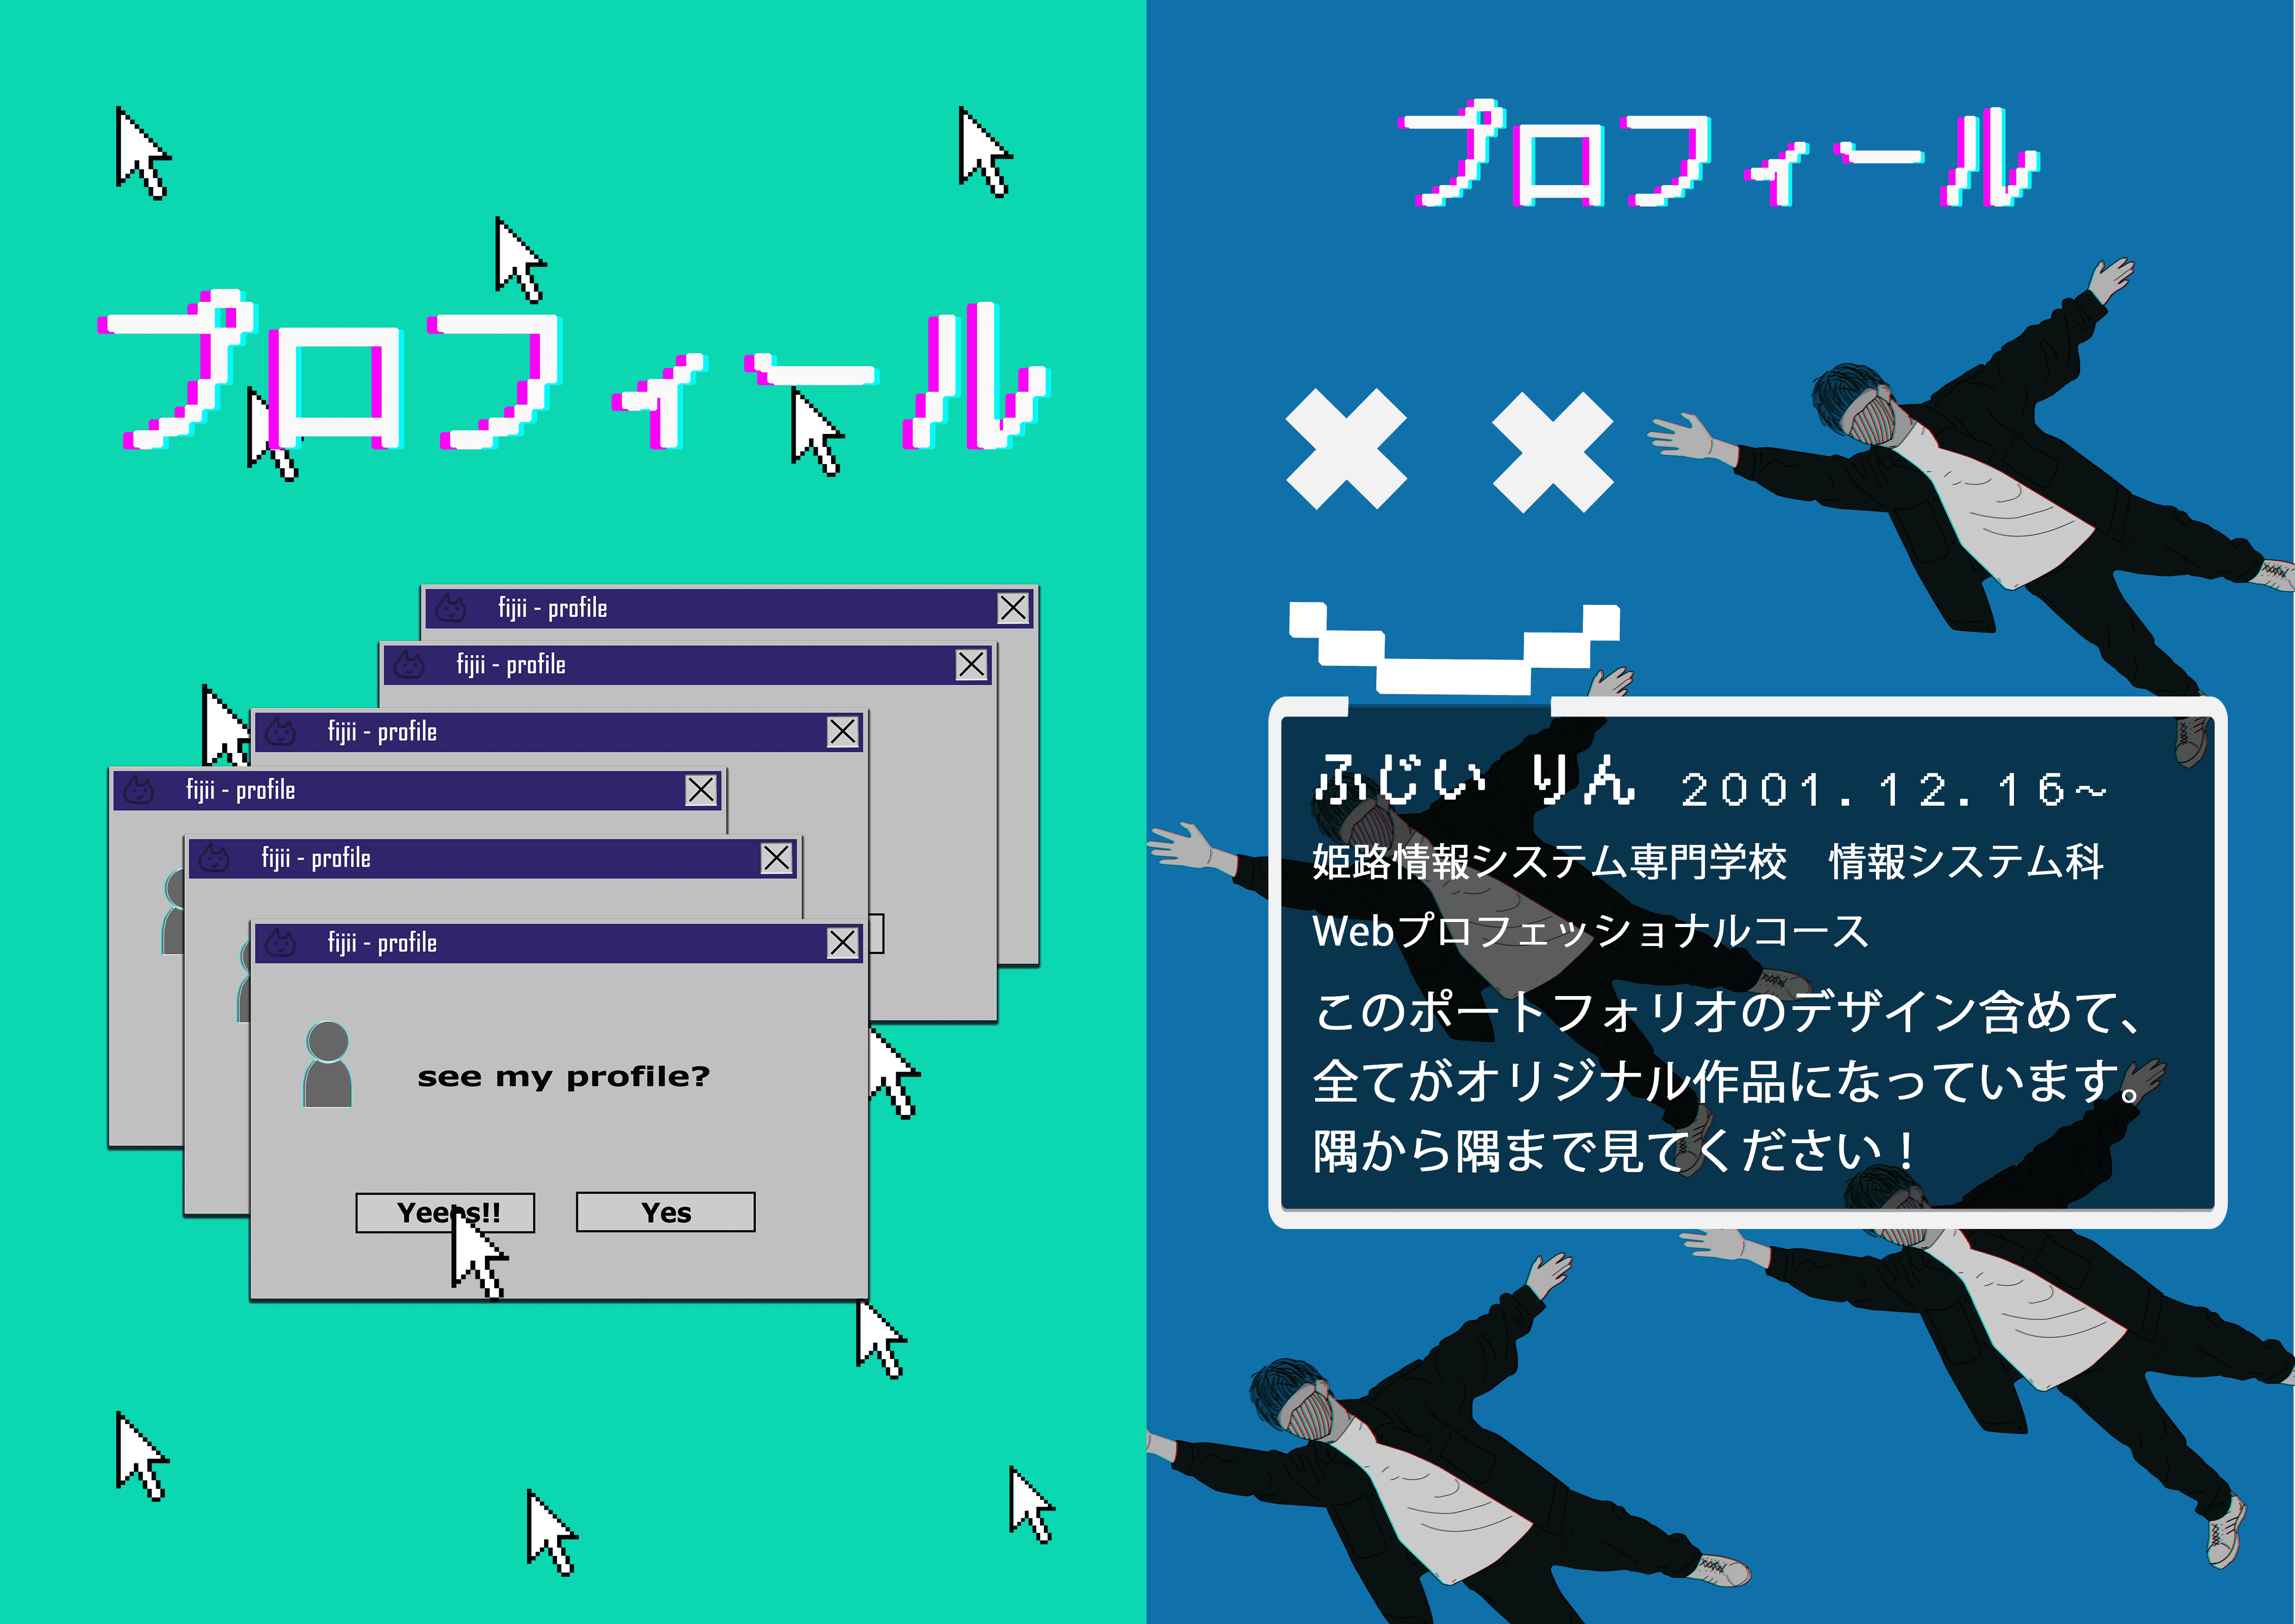 プロフィール
fijii - profile
fijii - profile
fijii - profile
fijii - profile
fijii - profile
fijii - profile
see my profile?
Yeees!!
Yes
プロフィール
ふじい りん 2001.12.16~
姫路情報システム専門学校　情報システム科
Webプロフェッショナルコース
このポートフォリオのデザイン含めて、
全てがオリジナル作品になっています。
隅から隅まで見てください！